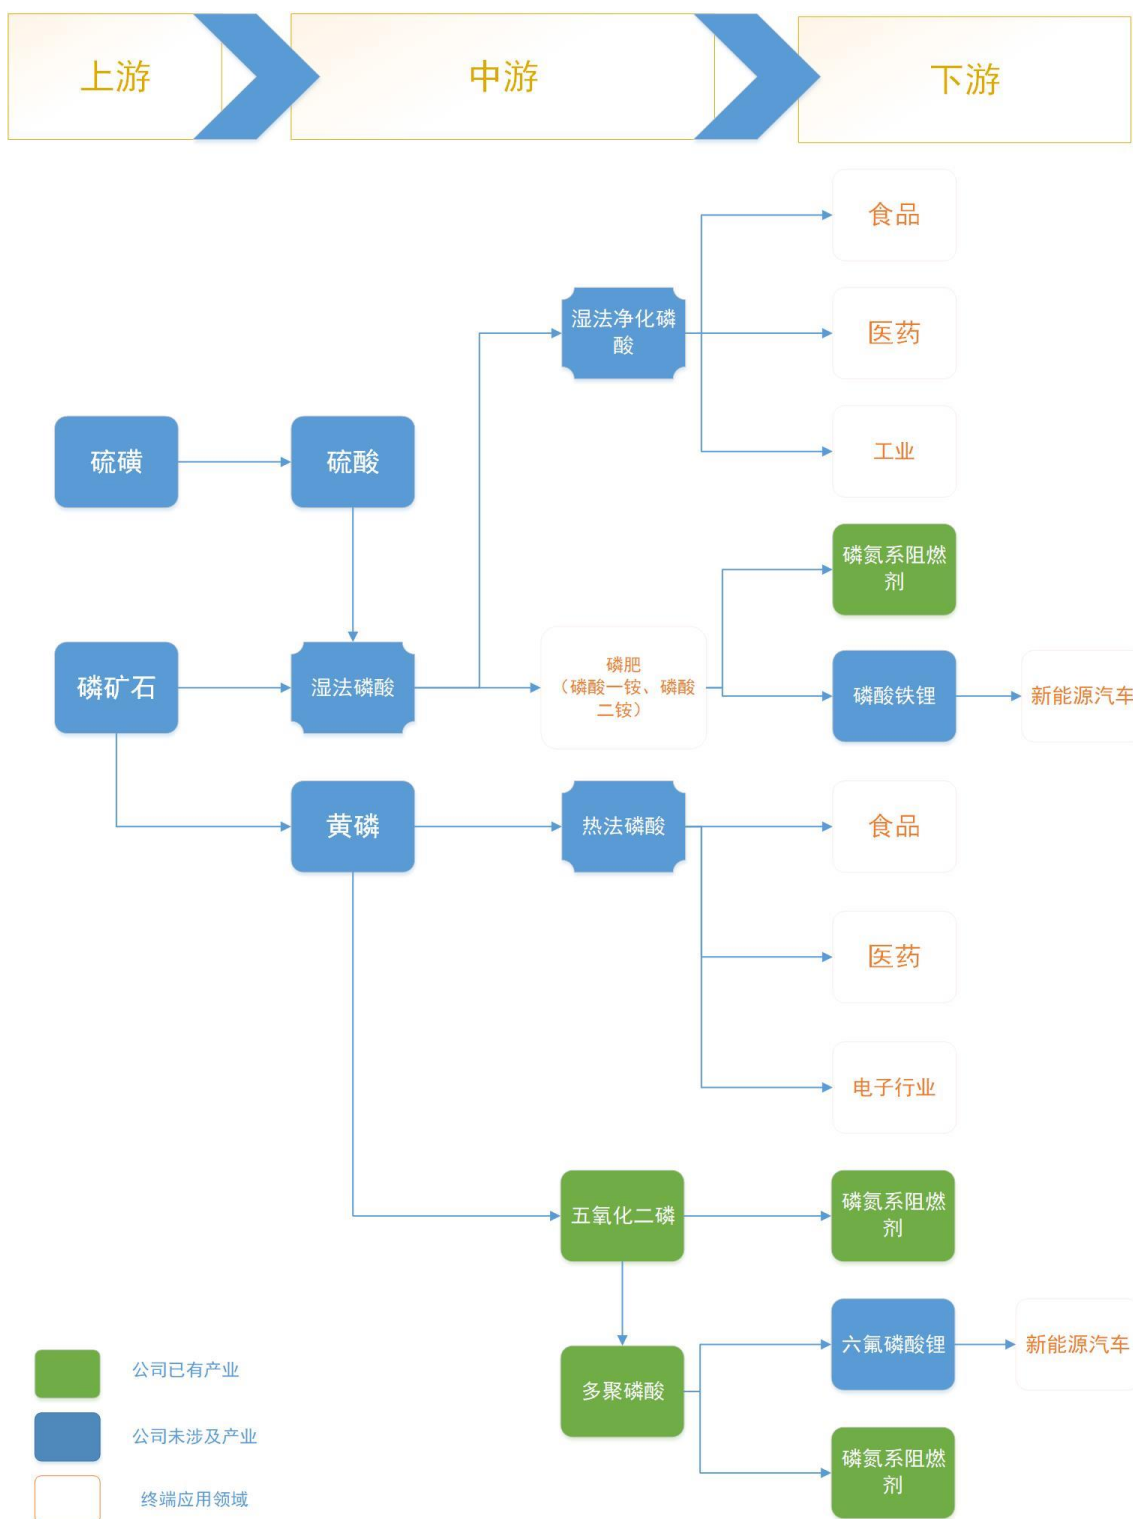 上游
中游
下游
食品
湿法净化磷
酸
医药
工业
硫磺
硫酸
磷氮系阻燃
剂
磷矿石
湿法磷酸
磷肥
（磷酸一铵、磷酸
二铵）
磷酸铁锂
新能源汽车
黄磷
热法磷酸
食品
医药
电子行业
五氧化二磷
磷氮系阻燃
剂
多聚磷酸
六氟磷酸锂
新能源汽车
磷氮系阻燃
剂
公司已有产业
公司未涉及产业
终端应用领域